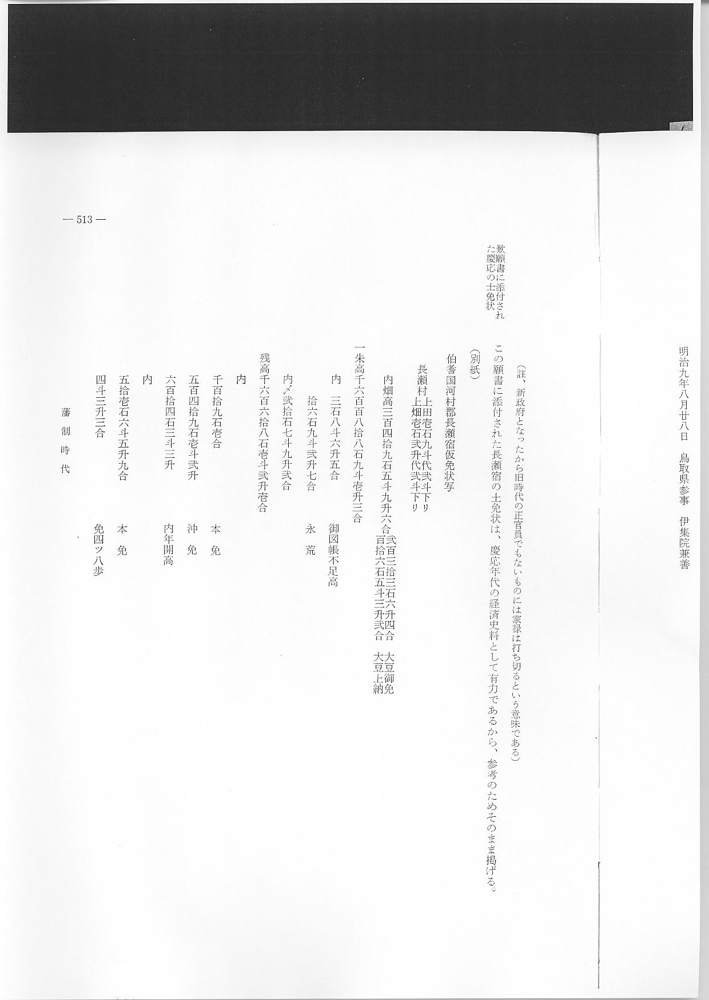 明治九年八月廿八日　鳥取県参事　伊集院兼善
（註、新政府となったから旧時代の正官員でもないものには家禄は打ち切るという意味である）
歎願書に添付され
た慶応の士免状
この願書に添付された長瀬宿の土免状は、慶応年代の経済史料として有力であるから、参考のためそのまま掲げる。
（別紙）
伯耆国河村郡長瀬宿仮免状写
長瀬村
上田壱石九斗代弐斗下リ
上畑壱石弐升代弐斗下リ
内畑高三百四拾九石五斗九升六合
弐百三拾三石六升四合　大豆御免
百拾六石五斗三升弐合　大豆上納
一朱高千六百百八拾八石九斗壱升三合
内　三石八斗六升五合　御図帳不足高
拾六石九斗弐升七合　永荒
内〆弐拾石七斗九升弐合
残高千六百六拾八石壱斗弐升壱合
内
千百拾九石壱合　本免
五百四拾九石壱斗弐升　沖免
六百拾四石三斗三升　内年開高
内
五拾壱石六斗五升九合　本免
四斗三升三合　免四ッ八歩
藩制時代
— 513 —